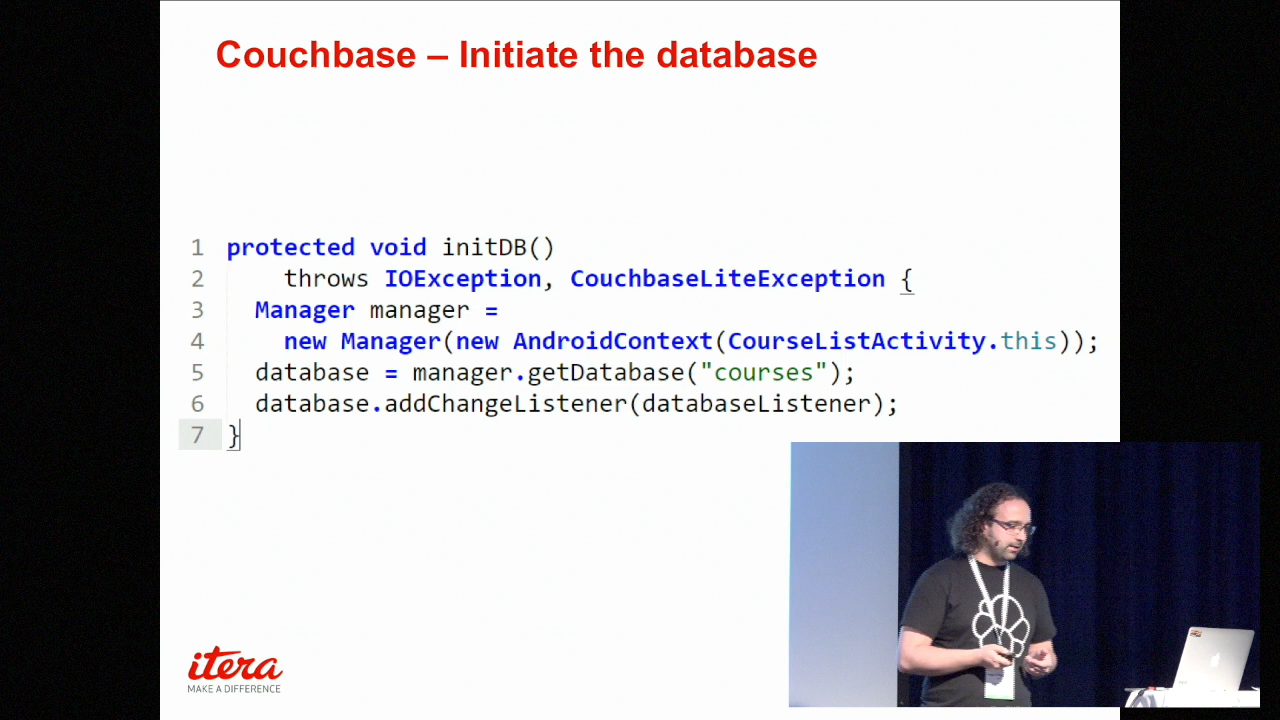 Couchbase – Initiate the database
1 protected void initDB()
2 throws IOException, CouchbaseLiteException {
3 Manager manager =
4 new Manager(new AndroidContext(CourseListActivity.this));
5 database = manager.getDatabase("courses");
6 database.addChangeListener(databaseListener);
7 }
itera
MAKE A DIFFERENCE